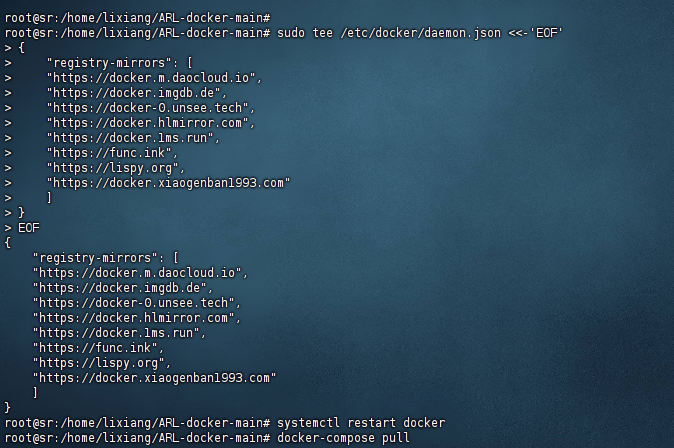 root@sr:/home/lixiang/ARL-docker-main#
root@sr:/home/lixiang/ARL-docker-main# sudo tee /etc/docker/daemon.json <<-'EOF'
> {
>     "registry-mirrors": [
>     "https://docker.m.daocloud.io",
>     "https://docker.imgdb.de",
>     "https://docker-0.unsee.tech",
>     "https://docker.hlmirror.com",
>     "https://docker.1ms.run",
>     "https://func.ink",
>     "https://lispy.org",
>     "https://docker.xiaogenban1993.com"
>     ]
> }
> EOF
{
    "registry-mirrors": [
    "https://docker.m.daocloud.io",
    "https://docker.imgdb.de",
    "https://docker-0.unsee.tech",
    "https://docker.hlmirror.com",
    "https://docker.1ms.run",
    "https://func.ink",
    "https://lispy.org",
    "https://docker.xiaogenban1993.com"
    ]
}
root@sr:/home/lixiang/ARL-docker-main# systemctl restart docker
root@sr:/home/lixiang/ARL-docker-main# docker-compose pull